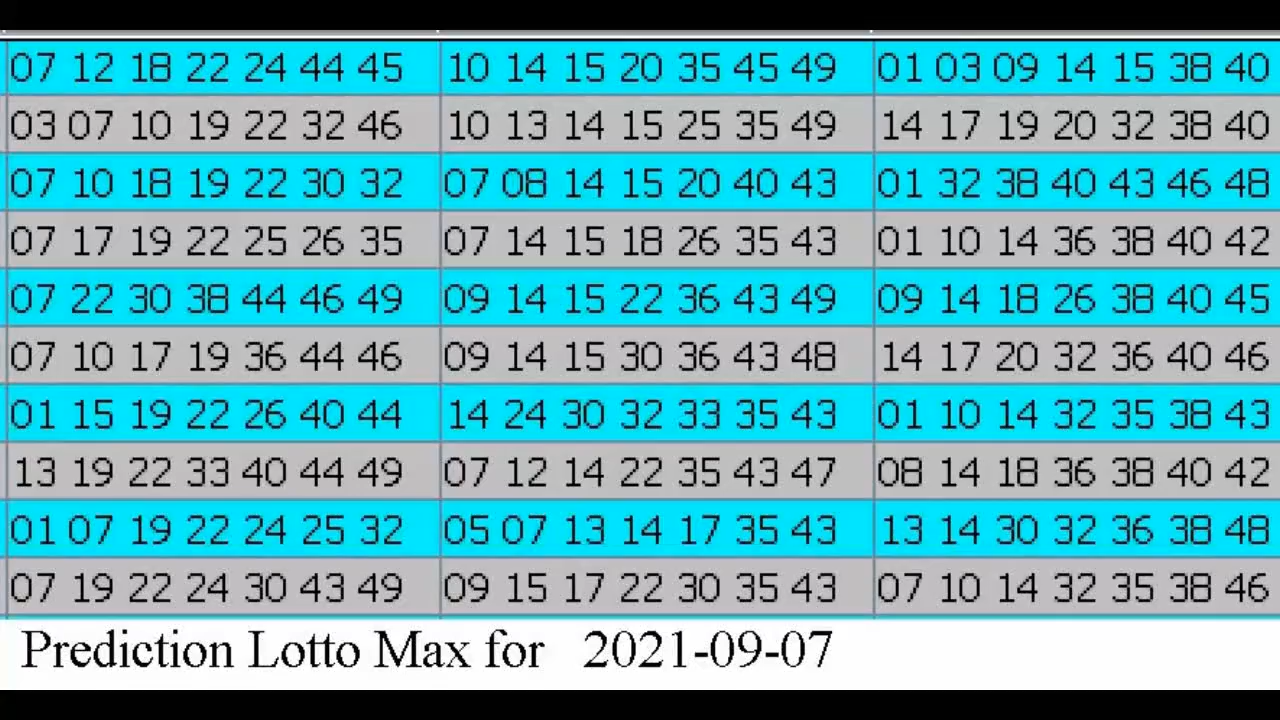 07 12 18 22 24 44 45 10 14 15 20 35 45 49 01 03 09 14 15 38 40
03 07 10 19 22 32 46 10 13 14 15 25 35 49 14 17 19 20 32 38 40
07 10 18 19 22 30 32 07 08 14 15 20 40 43 01 32 38 40 43 46 48
07 17 19 22 25 26 35 07 14 15 18 26 35 43 01 10 14 36 38 40 42
07 22 30 38 44 46 49 09 14 15 22 36 43 49 09 14 18 26 38 40 45
07 10 17 19 36 44 46 09 14 15 30 36 43 48 14 17 20 32 36 40 46
01 15 19 22 26 40 44 14 24 30 32 33 35 43 01 10 14 32 35 38 43
13 19 22 33 40 44 49 07 12 14 22 35 43 47 08 14 18 36 38 40 42
01 07 19 22 24 25 32 05 07 13 14 17 35 43 13 14 30 32 36 38 48
07 19 22 24 30 43 49 09 15 17 22 30 35 43 07 10 14 32 35 38 46
Prediction Lotto Max for 2021-09-07